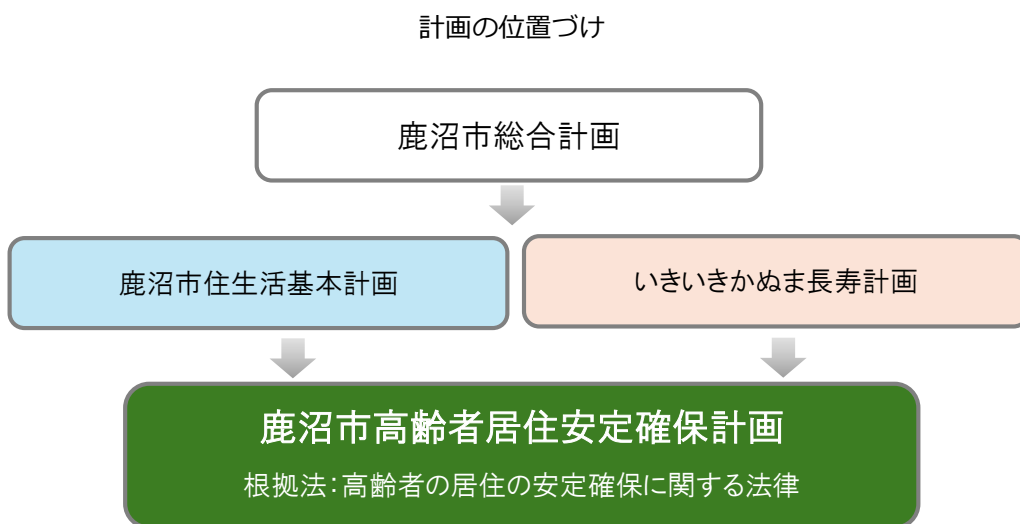 計画の位置づけ
鹿沼市総合計画
鹿沼市住生活基本計画
いきいきかぬま長寿計画
鹿沼市高齢者居住安定確保計画
根拠法：高齢者の居住の安定確保に関する法律